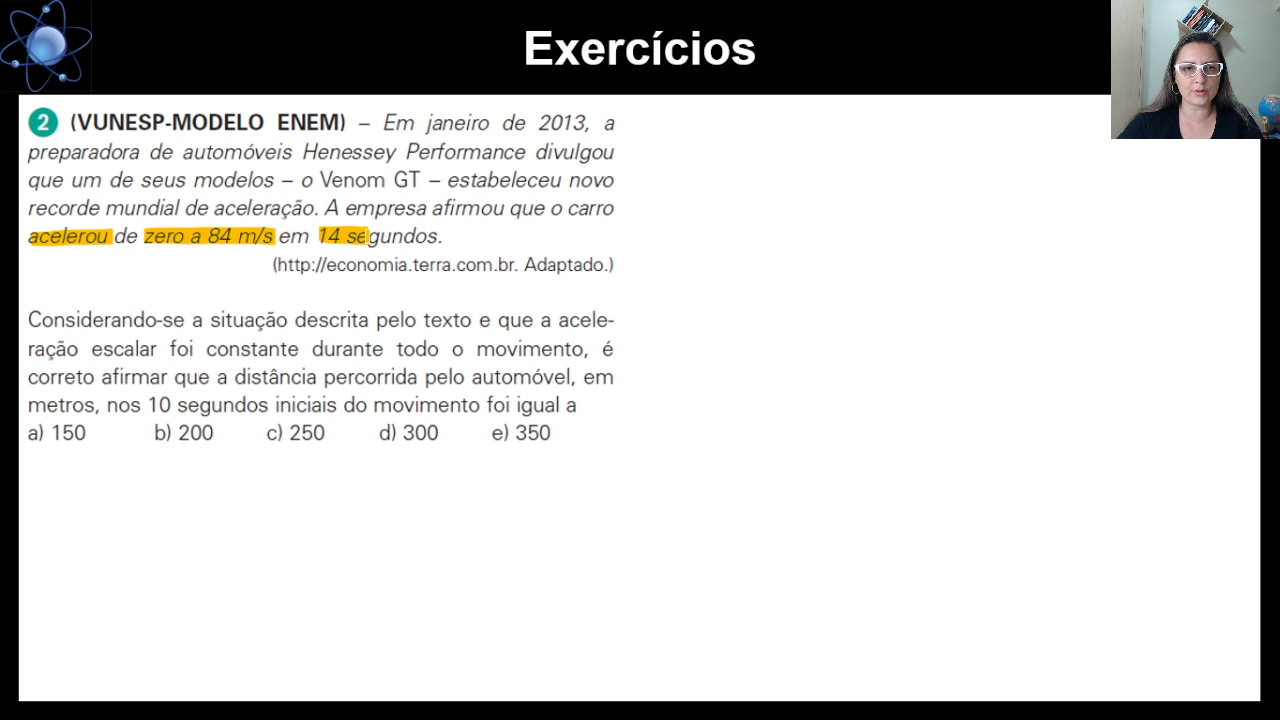 Exercícios
2 (VUNESP-MODELO ENEM) – Em janeiro de 2013, a
preparadora de automóveis Henessey Performance divulgou
que um de seus modelos – o Venom GT – estabeleceu novo
recorde mundial de aceleração. A empresa afirmou que o carro
acelerou de zero a 84 m/s em 14 segundos.
(http://economia.terra.com.br. Adaptado.)
Considerando-se a situação descrita pelo texto e que a acele-
ração escalar foi constante durante todo o movimento, é
correto afirmar que a distância percorrida pelo automóvel, em
metros, nos 10 segundos iniciais do movimento foi igual a
a) 150 b) 200 c) 250 d) 300 e) 350